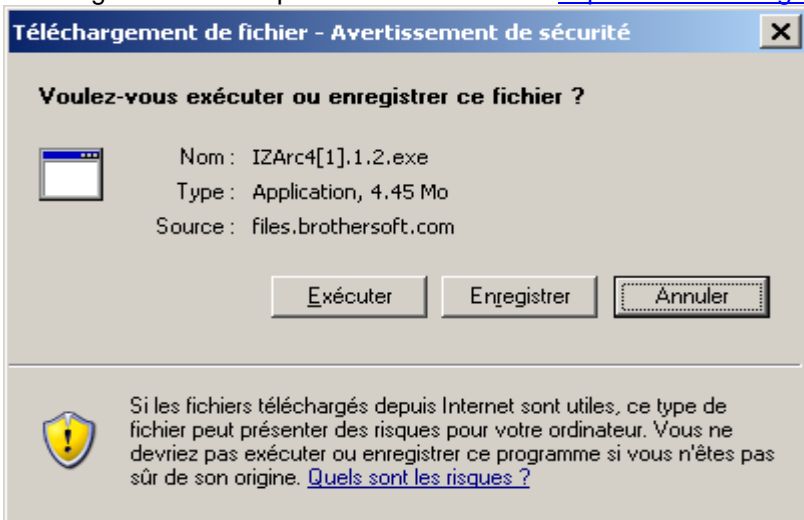 Téléchargement de fichier - Avertissement de sécurité
Voulez-vous exécuter ou enregistrer ce fichier ?
Nom : IZArc4[1].1.2.exe
Type : Application, 4.45 Mo
Source : files.brothersoft.com
Exécuter Enregistrer Annuler
Si les fichiers téléchargés depuis Internet sont utiles, ce type de
fichier peut présenter des risques pour votre ordinateur. Vous ne
devriez pas exécuter ou enregistrer ce programme si vous n'êtes pas
sûr de son origine. Quels sont les risques ?